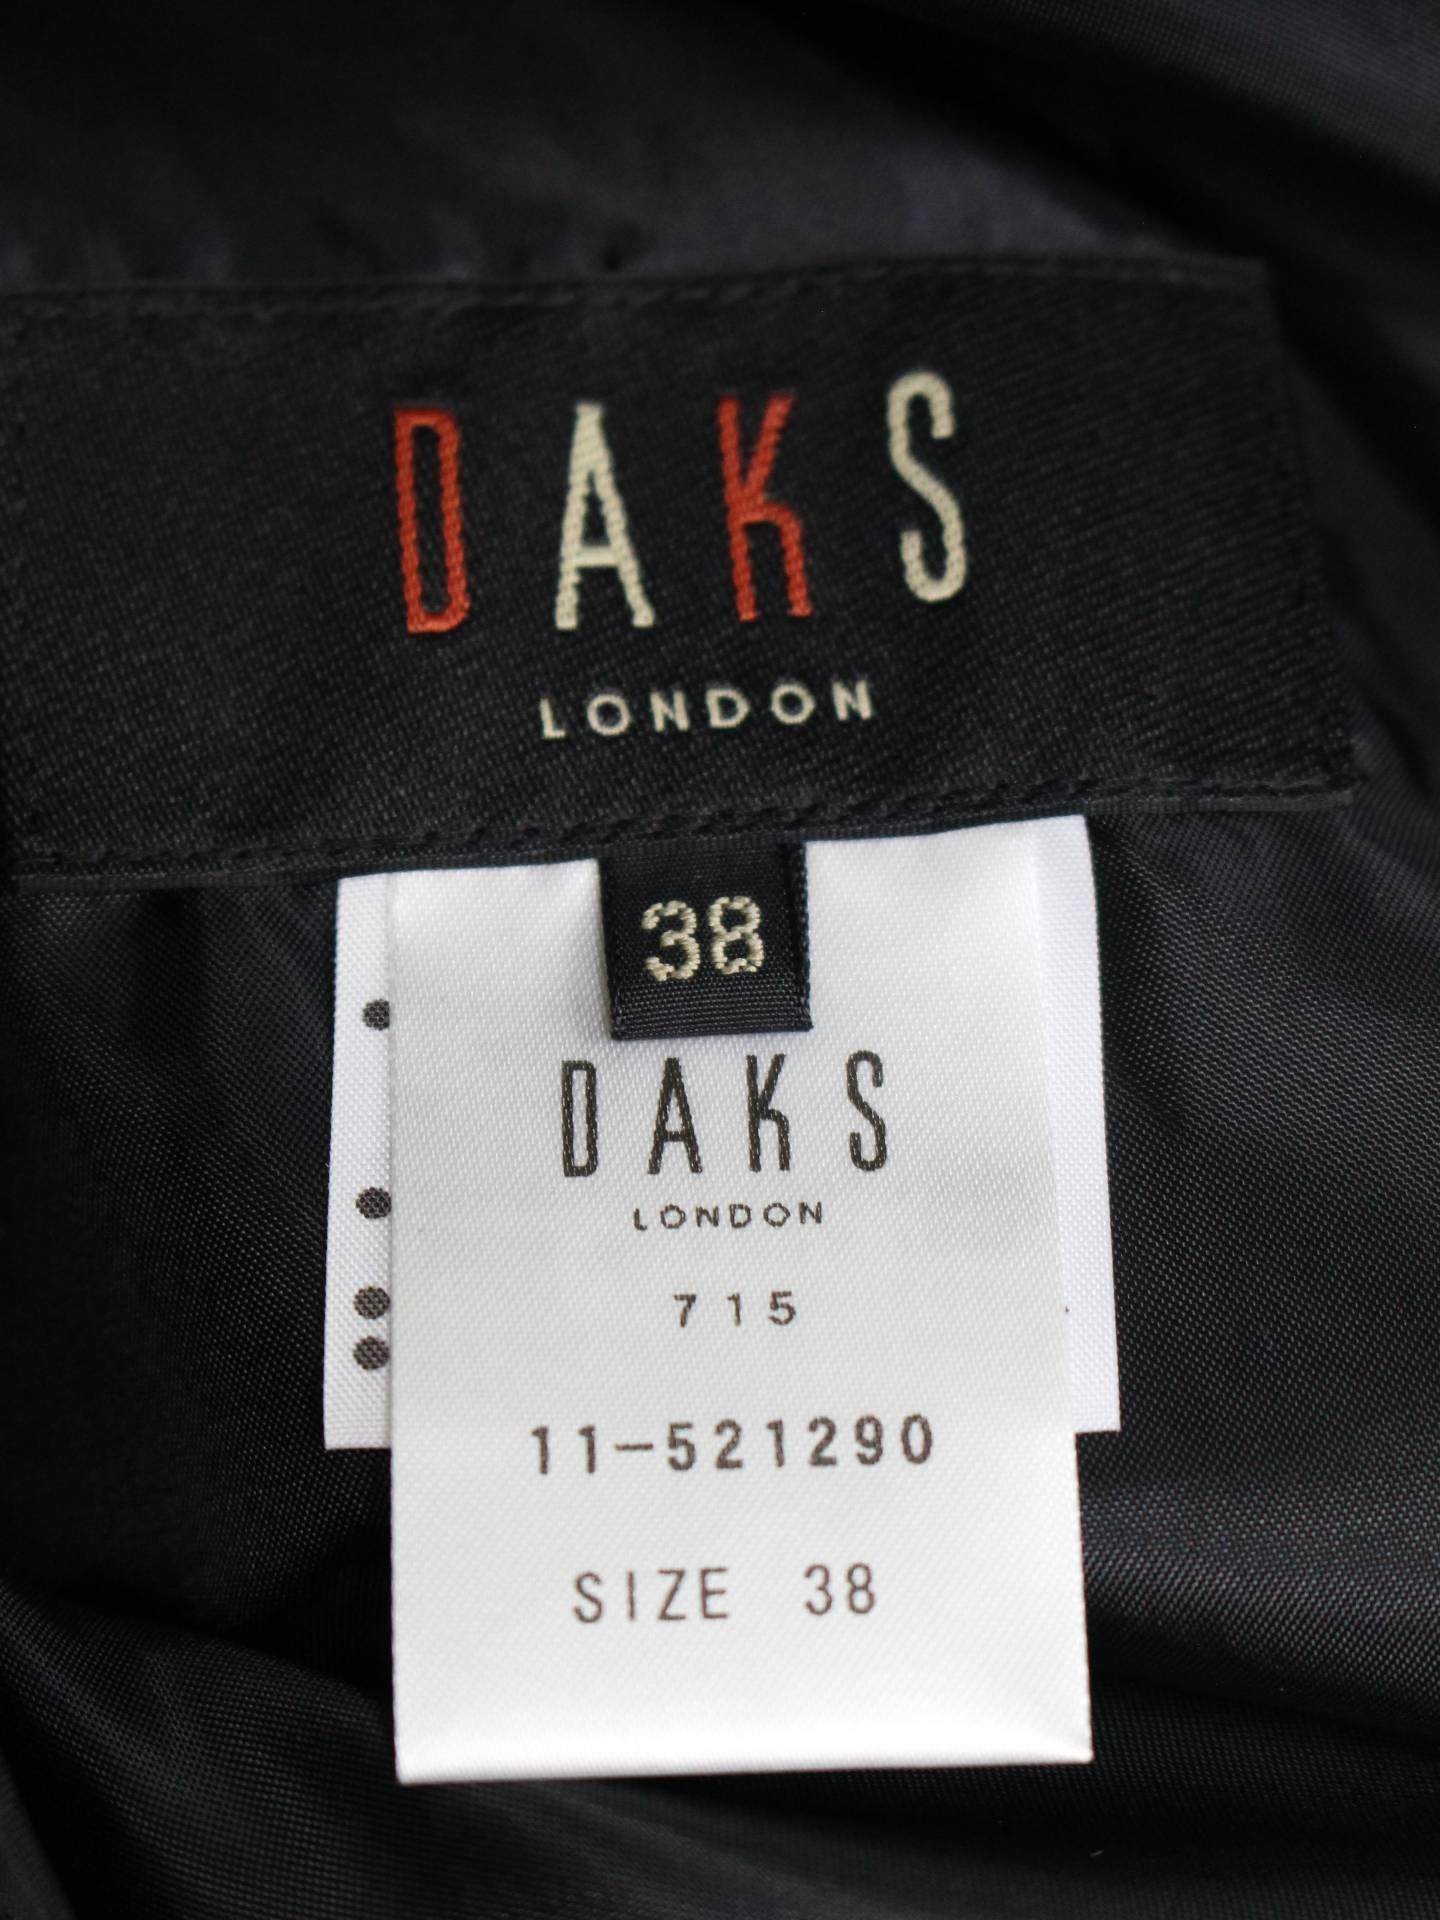 DAKS
LONDON
38
DAKS
LONDON
715
11-521290
SIZE 38